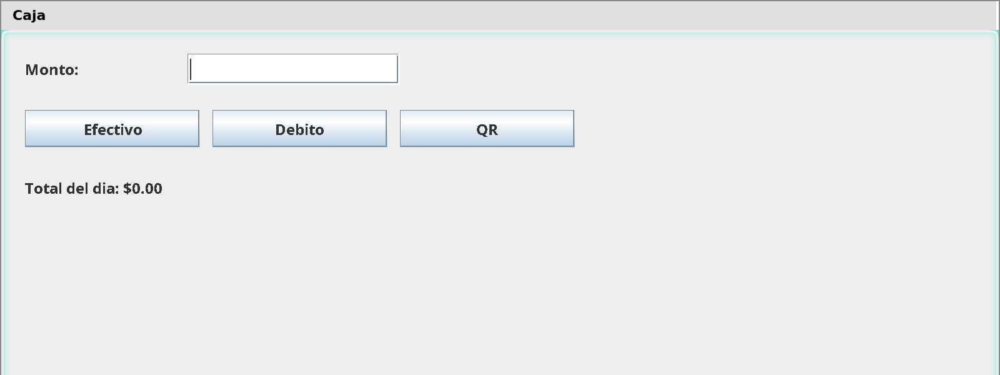 Caja
Monto:
Efectivo Debito QR
Total del dia: $0.00